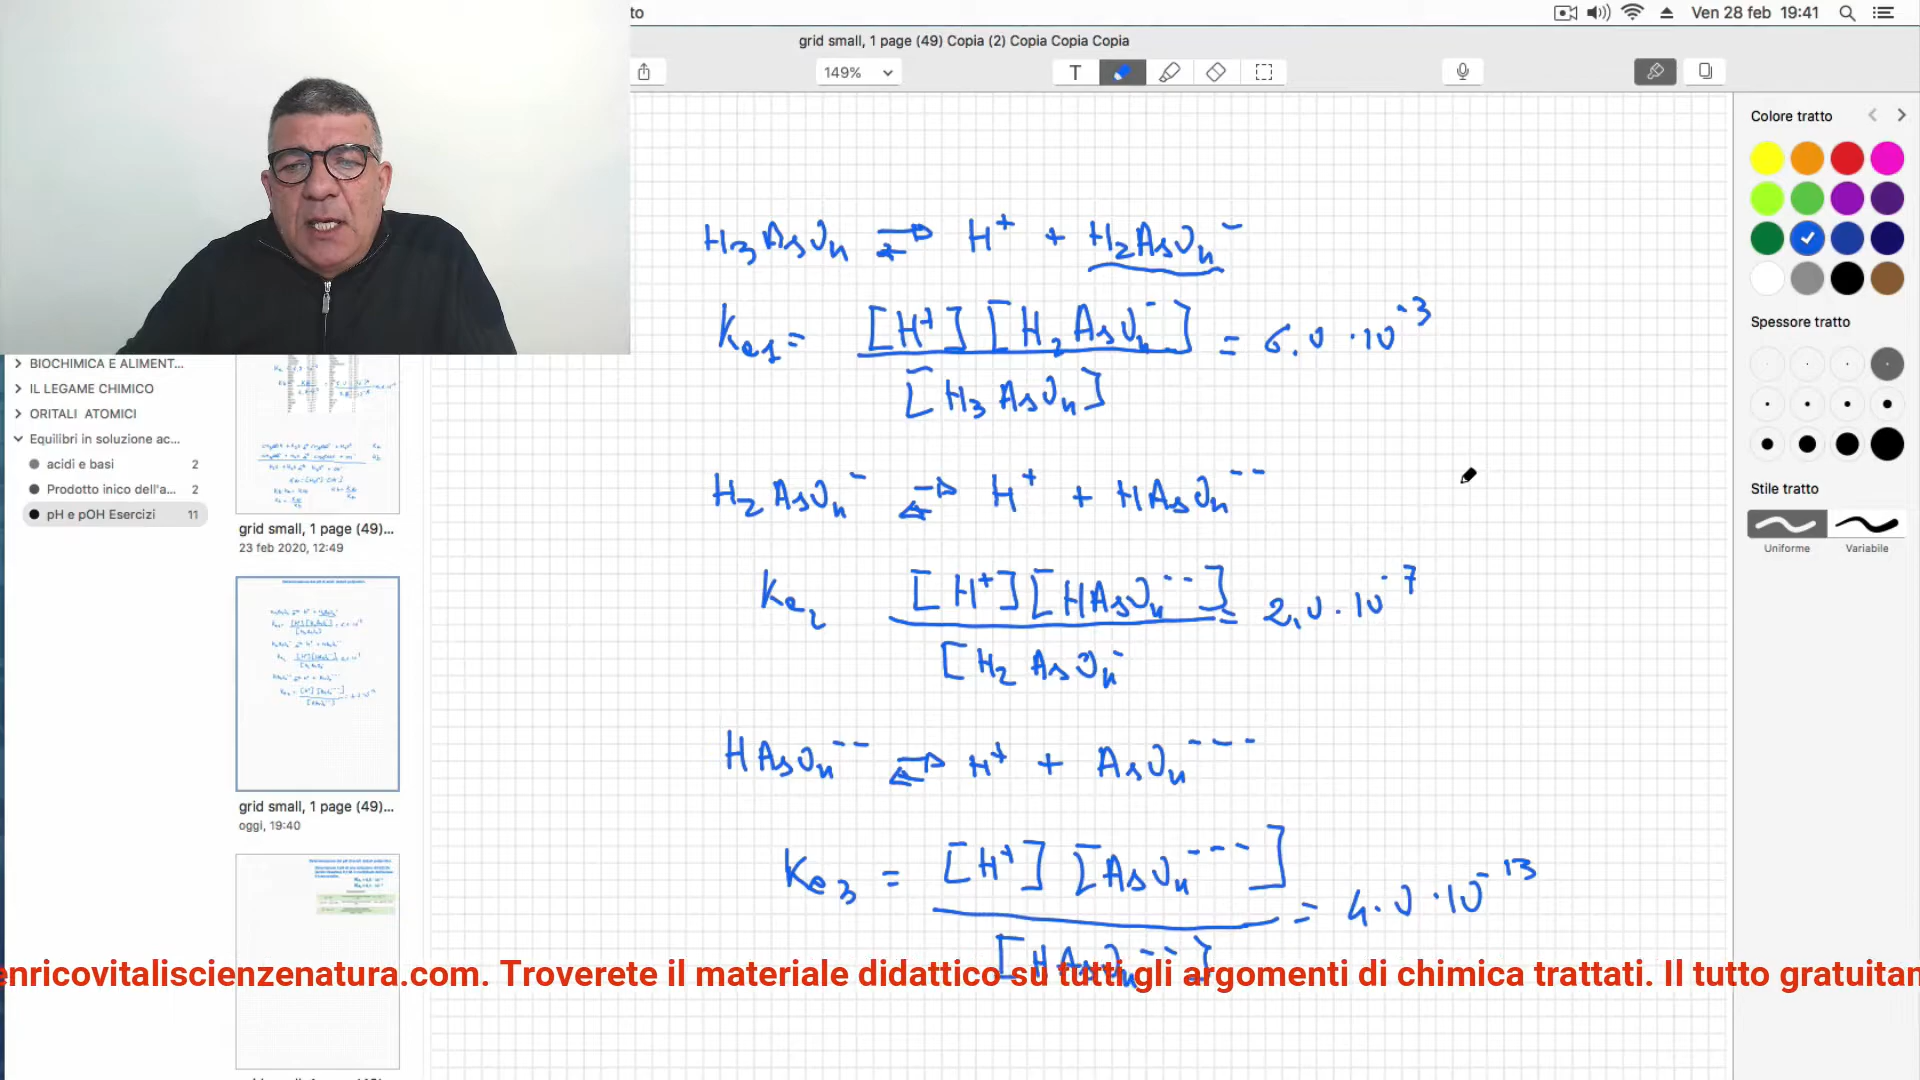 to
Ven 28 feb 19:41
grid small, 1 page (49) Copia (2) Copia Copia Copia
149%
T
Colore tratto
Spessore tratto
Stile tratto
Uniforme
Variabile
BIOCHIMICA E ALIMENT...
IL LEGAME CHIMICO
ORITALI ATOMICI
Equilibri in soluzione ac...
acidi e basi 2
Prodotto inico dell'a... 2
pH e pOH Esercizi 11
grid small, 1 page (49)...
23 feb 2020, 12:49
grid small, 1 page (49)...
oggi, 19:40
H₃AsO₄ ⇄ H⁺ + H₂AsO₄⁻
Ka₁ = [H⁺] [H₂AsO₄⁻] = 6.0 · 10⁻³
[H₃AsO₄]
H₂AsO₄⁻ ⇄ H⁺ + HAsO₄⁻⁻
Ka₂ [H⁺] [HAsO₄⁻⁻] = 2.0 · 10⁻⁷
[H₂AsO₄⁻
HAsO₄⁻⁻ ⇄ H⁺ + AsO₄⁻⁻⁻
Ka₃ = [H⁺] [AsO₄⁻⁻⁻] = 4.0 · 10⁻¹³
[HAsO₄⁻⁻]
enricovitaliscienzenatura.com. Troverete il materiale didattico su tutti gli argomenti di chimica trattati. Il tutto gratuitan